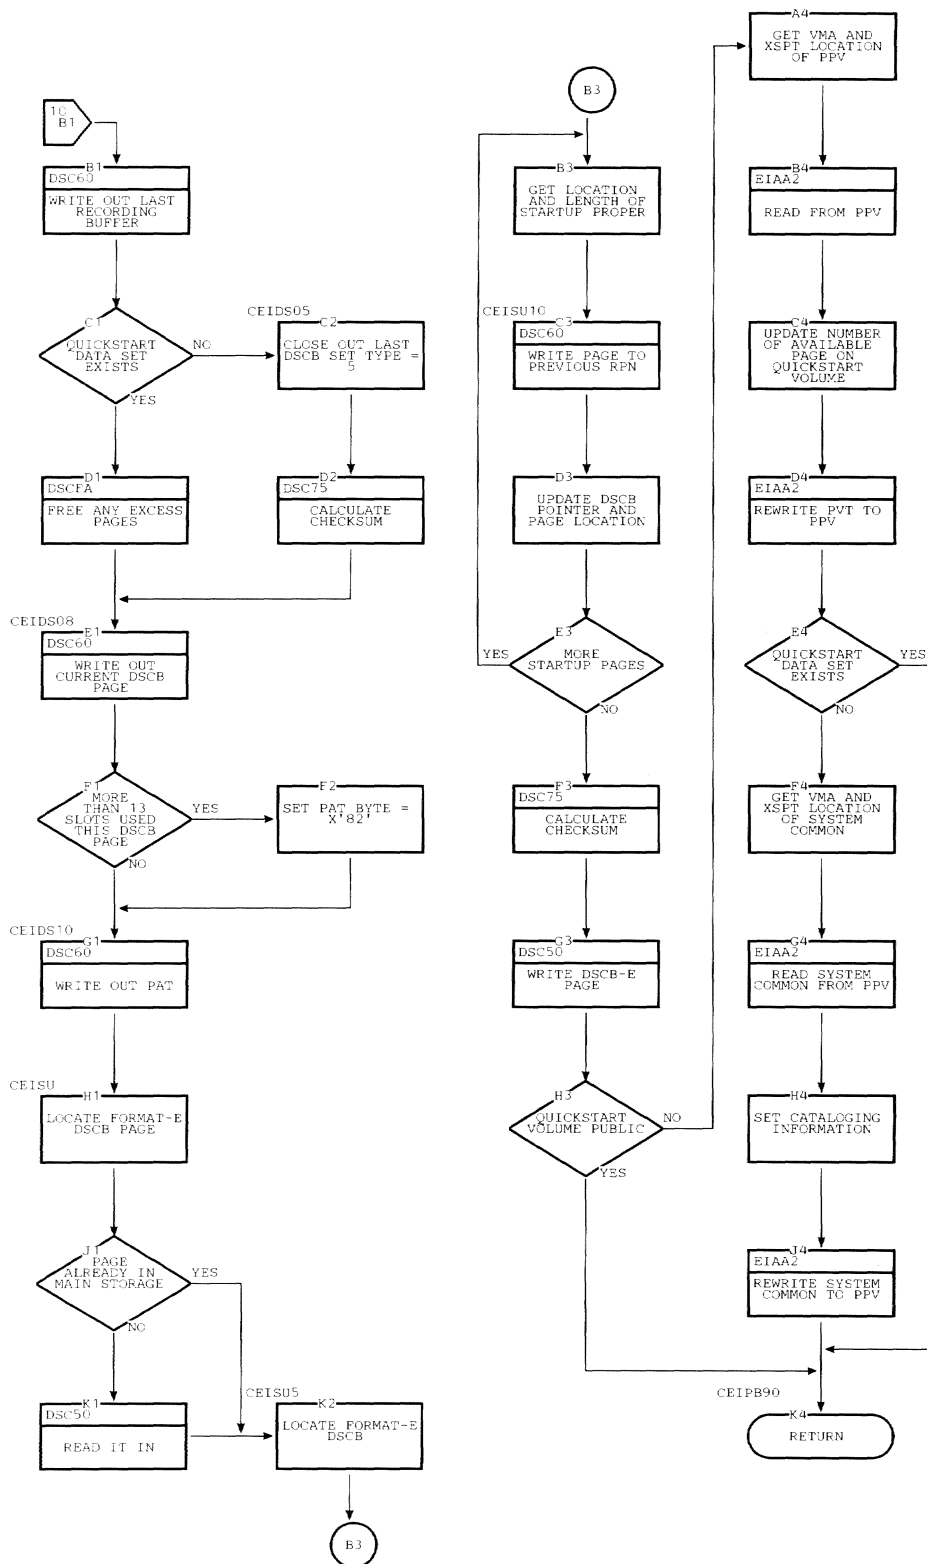 10
B1
B1
DSC60
WRITE OUT LAST
RECORDING
BUFFER
C1
QUICKSTART
DATA SET
EXISTS
NO
YES
CEIDS05
C2
CLOSE OUT LAST
DSCB SET TYPE =
5
D1
DSCFA
FREE ANY EXCESS
PAGES
D2
DSC75
CALCULATE
CHECKSUM
CEIDS08
E1
DSC60
WRITE OUT
CURRENT DSCB
PAGE
F1
MORE
THAN 13
SLOTS USED
THIS DSCB
PAGE
YES
NO
F2
SET PAT BYTE =
X'82'
CEIDS10
G1
DSC60
WRITE OUT PAT
CEISU
H1
LOCATE FORMAT-E
DSCB PAGE
J1
PAGE
ALREADY IN
MAIN STORAGE
YES
NO
K1
DSC50
READ IT IN
CEISU5
K2
LOCATE FORMAT-E
DSCB
B3
B3
B3
GET LOCATION
AND LENGTH OF
STARTUP PROPER
CEISU10
C3
DSC60
WRITE PAGE TO
PREVIOUS RPN
D3
UPDATE DSCB
POINTER AND
PAGE LOCATION
E3
MORE
STARTUP PAGES
YES
NO
F3
DSC75
CALCULATE
CHECKSUM
G3
DSC50
WRITE DSCB-E
PAGE
H3
QUICKSTART
VOLUME PUBLIC
NO
YES
A4
GET VMA AND
XSPT LOCATION
OF PPV
B4
EIAA2
READ FROM PPV
C4
UPDATE NUMBER
OF AVAILABLE
PAGE ON
QUICKSTART
VOLUME
D4
EIAA2
REWRITE PVT TO
PPV
E4
QUICKSTART
DATA SET
EXISTS
YES
NO
F4
GET VMA AND
XSPT LOCATION
OF SYSTEM
COMMON
G4
EIAA2
READ SYSTEM
COMMON FROM PPV
H4
SET CATALOGING
INFORMATION
J4
EIAA2
REWRITE SYSTEM
COMMON TO PPV
CEIPB90
K4
RETURN